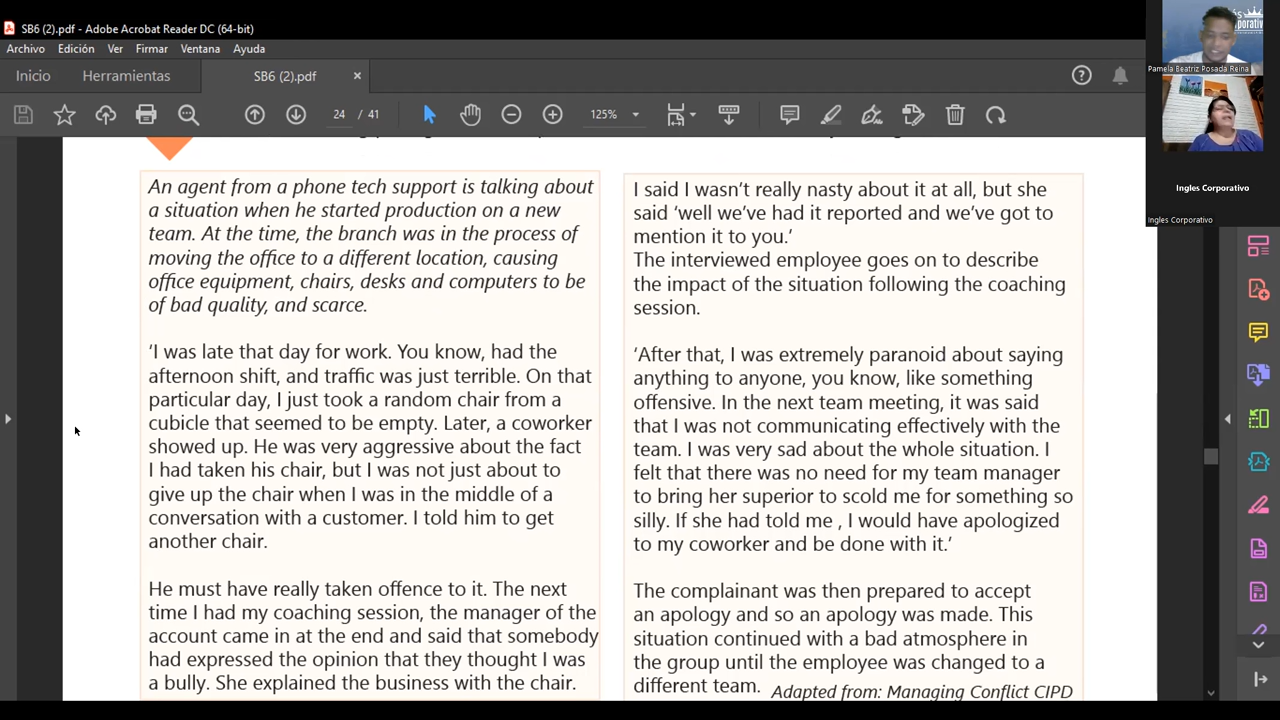 SB6 (2).pdf - Adobe Acrobat Reader DC (64-bit)
Archivo Edición Ver Firmar Ventana Ayuda
Inicio Herramientas SB6 (2).pdf ×
24 / 41 125%
An agent from a phone tech support is talking about
a situation when he started production on a new
team. At the time, the branch was in the process of
moving the office to a different location, causing
office equipment, chairs, desks and computers to be
of bad quality, and scarce.
‘I was late that day for work. You know, had the
afternoon shift, and traffic was just terrible. On that
particular day, I just took a random chair from a
cubicle that seemed to be empty. Later, a coworker
showed up. He was very aggressive about the fact
I had taken his chair, but I was not just about to
give up the chair when I was in the middle of a
conversation with a customer. I told him to get
another chair.
He must have really taken offence to it. The next
time I had my coaching session, the manager of the
account came in at the end and said that somebody
had expressed the opinion that they thought I was
a bully. She explained the business with the chair.
I said I wasn’t really nasty about it at all, but she
said ‘well we’ve had it reported and we’ve got to
mention it to you.’
The interviewed employee goes on to describe
the impact of the situation following the coaching
session.
‘After that, I was extremely paranoid about saying
anything to anyone, you know, like something
offensive. In the next team meeting, it was said
that I was not communicating effectively with the
team. I was very sad about the whole situation. I
felt that there was no need for my team manager
to bring her superior to scold me for something so
silly. If she had told me , I would have apologized
to my coworker and be done with it.’
The complainant was then prepared to accept
an apology and so an apology was made. This
situation continued with a bad atmosphere in
the group until the employee was changed to a
different team.
Adapted from: Managing Conflict CIPD
Pamela Beatriz Posada Reina
Ingles Corporativo
Ingles Corporativo